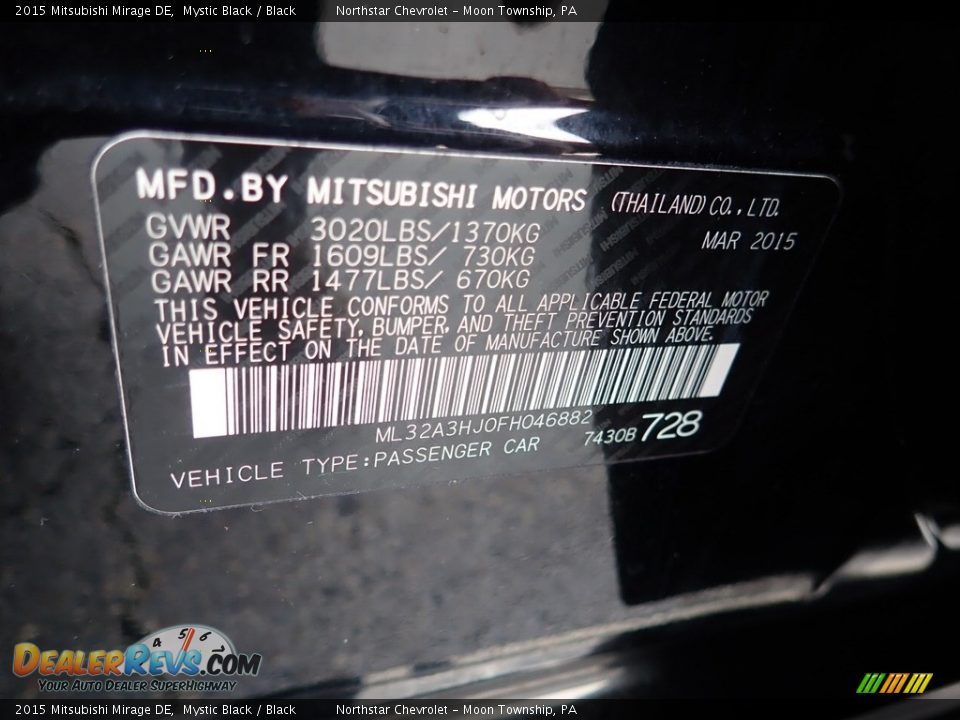 2015 Mitsubishi Mirage DE, Mystic Black / Black Northstar Chevrolet - Moon Township, PA
MFD.BY MITSUBISHI MOTORS (THAILAND)CO.,LTD.
GVWR 3020LBS/1370KG MAR 2015
GAWR FR 1609LBS/ 730KG
GAWR RR 1477LBS/ 670KG
THIS VEHICLE CONFORMS TO ALL APPLICABLE FEDERAL MOTOR
VEHICLE SAFETY, BUMPER, AND THEFT PREVENTION STANDARDS
IN EFFECT ON THE DATE OF MANUFACTURE SHOWN ABOVE.
ML32A3HJ0FH046882 7430B 728
VEHICLE TYPE:PASSENGER CAR
4 5 6
DEALERREVS.COM
YOUR AUTO DEALER SUPERHIGHWAY
2015 Mitsubishi Mirage DE, Mystic Black / Black Northstar Chevrolet - Moon Township, PA